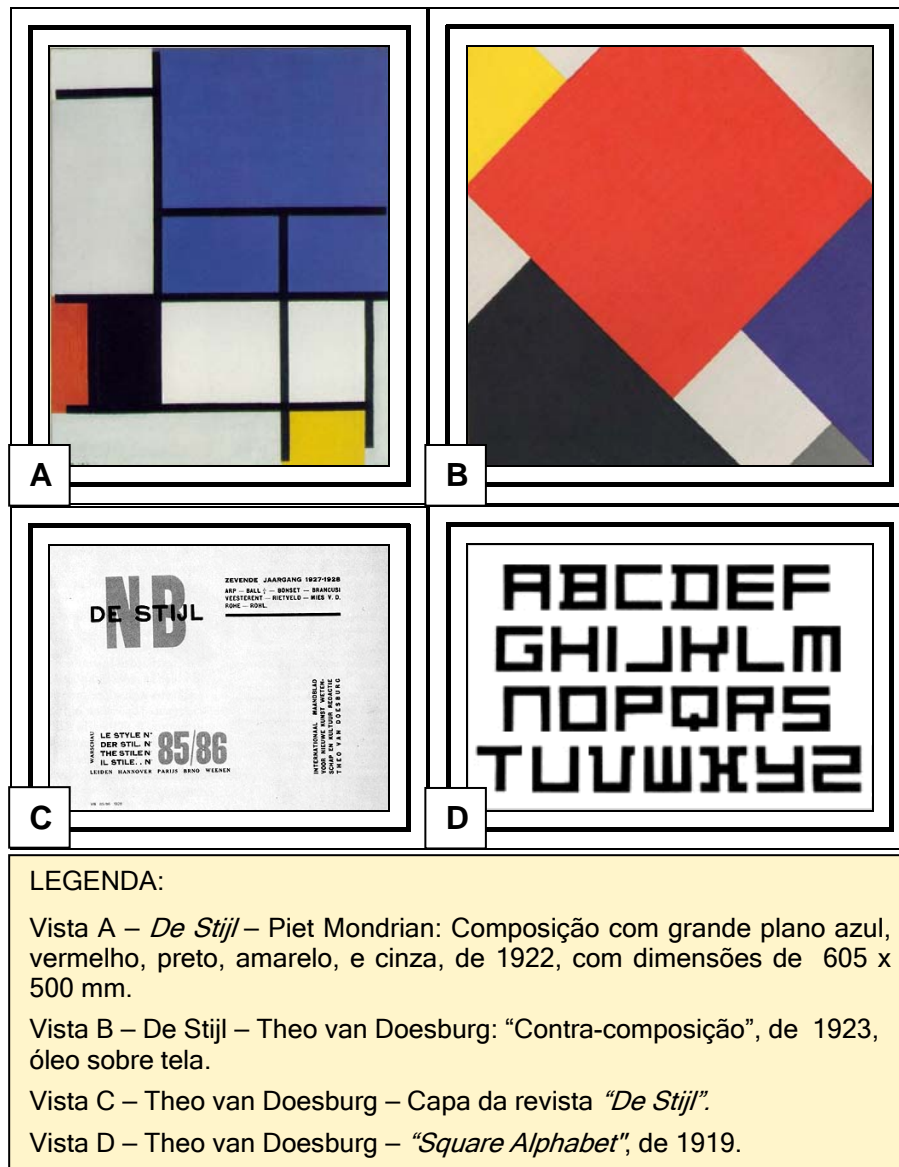 A
B
NB
DE STIJL
ZEVENDE JAARGANG 1927-1928
ARP — BALL † — BONSET — BRANCUSI
VEESTERENT — RIETVELD — MIES V. D.
ROHE — ROHL.
INTERNATIONAAL MAANDBLAD
VOOR NIEUWE KUNST WETEN-
SCHAP EN KULTUUR REDACTIE
THEO VAN DOESBURG
WARSCHAU
LE STYLE N°
DER STIL. N
THE STILE N
IL STILE. . N
85/86
LEIDEN HANNOVER PARIJS BRNO WEENEN
C
ABCDEF
GHIJKLM
NOPQRS
TUVWXYZ
D
LEGENDA:
Vista A – De Stijl – Piet Mondrian: Composição com grande plano azul,
vermelho, preto, amarelo, e cinza, de 1922, com dimensões de 605 x
500 mm.
Vista B – De Stijl – Theo van Doesburg: “Contra-composição”, de 1923,
óleo sobre tela.
Vista C – Theo van Doesburg – Capa da revista “De Stijl”.
Vista D – Theo van Doesburg – “Square Alphabet", de 1919.